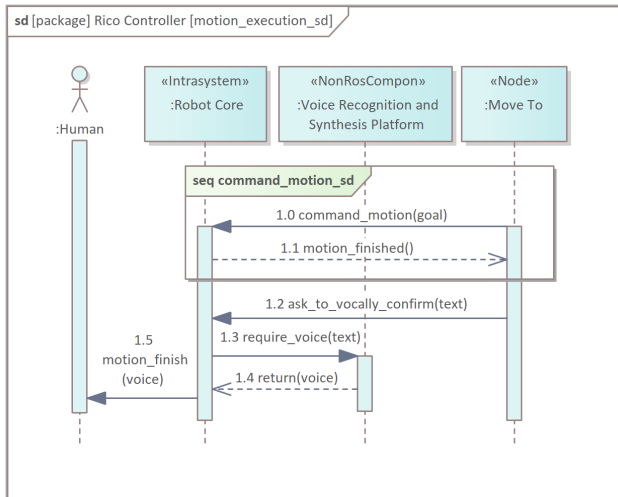 sd [package] Rico Controller [motion_execution_sd]
«Intrasystem»
:Robot Core
«NonRosCompon»
:Voice Recognition and
Synthesis Platform
«Node»
:Move To
:Human
seq command_motion_sd
1.0 command_motion(goal)
1.1 motion_finished()
1.2 ask_to_vocally_confirm(text)
1.3 require_voice(text)
1.4 return(voice)
1.5
motion_finish
(voice)